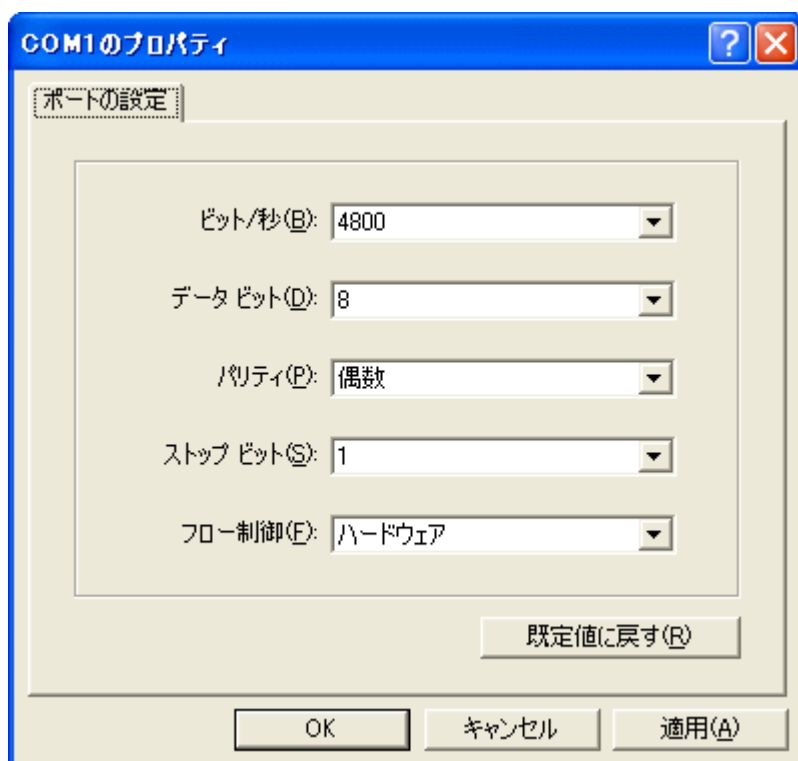 COM1のプロパティ
ポートの設定
ビット/秒(B): 4800
データ ビット(D): 8
パリティ(P): 偶数
ストップ ビット(S): 1
フロー制御(F): ハードウェア
既定値に戻す(R)
OK キャンセル 適用(A)